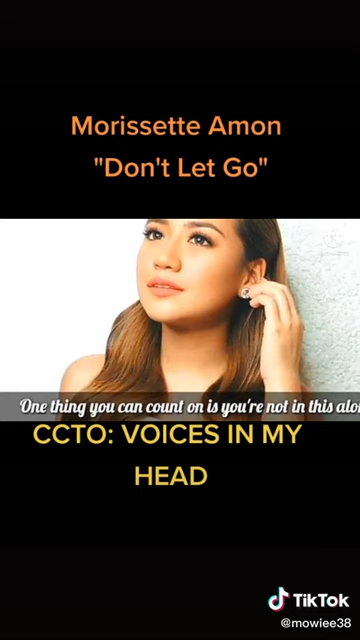 Morissette Amon
"Don't Let Go"
One thing you can count on is you're not in this alo
CCTO: VOICES IN MY
HEAD
TikTok
@mowiee38